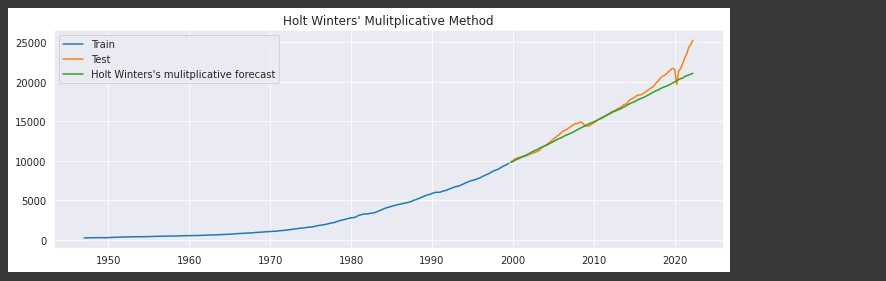 Holt Winters' Mulitplicative Method
Train
Test
Holt Winters's mulitplicative forecast
25000
20000
15000
10000
5000
0
1950 1960 1970 1980 1990 2000 2010 2020